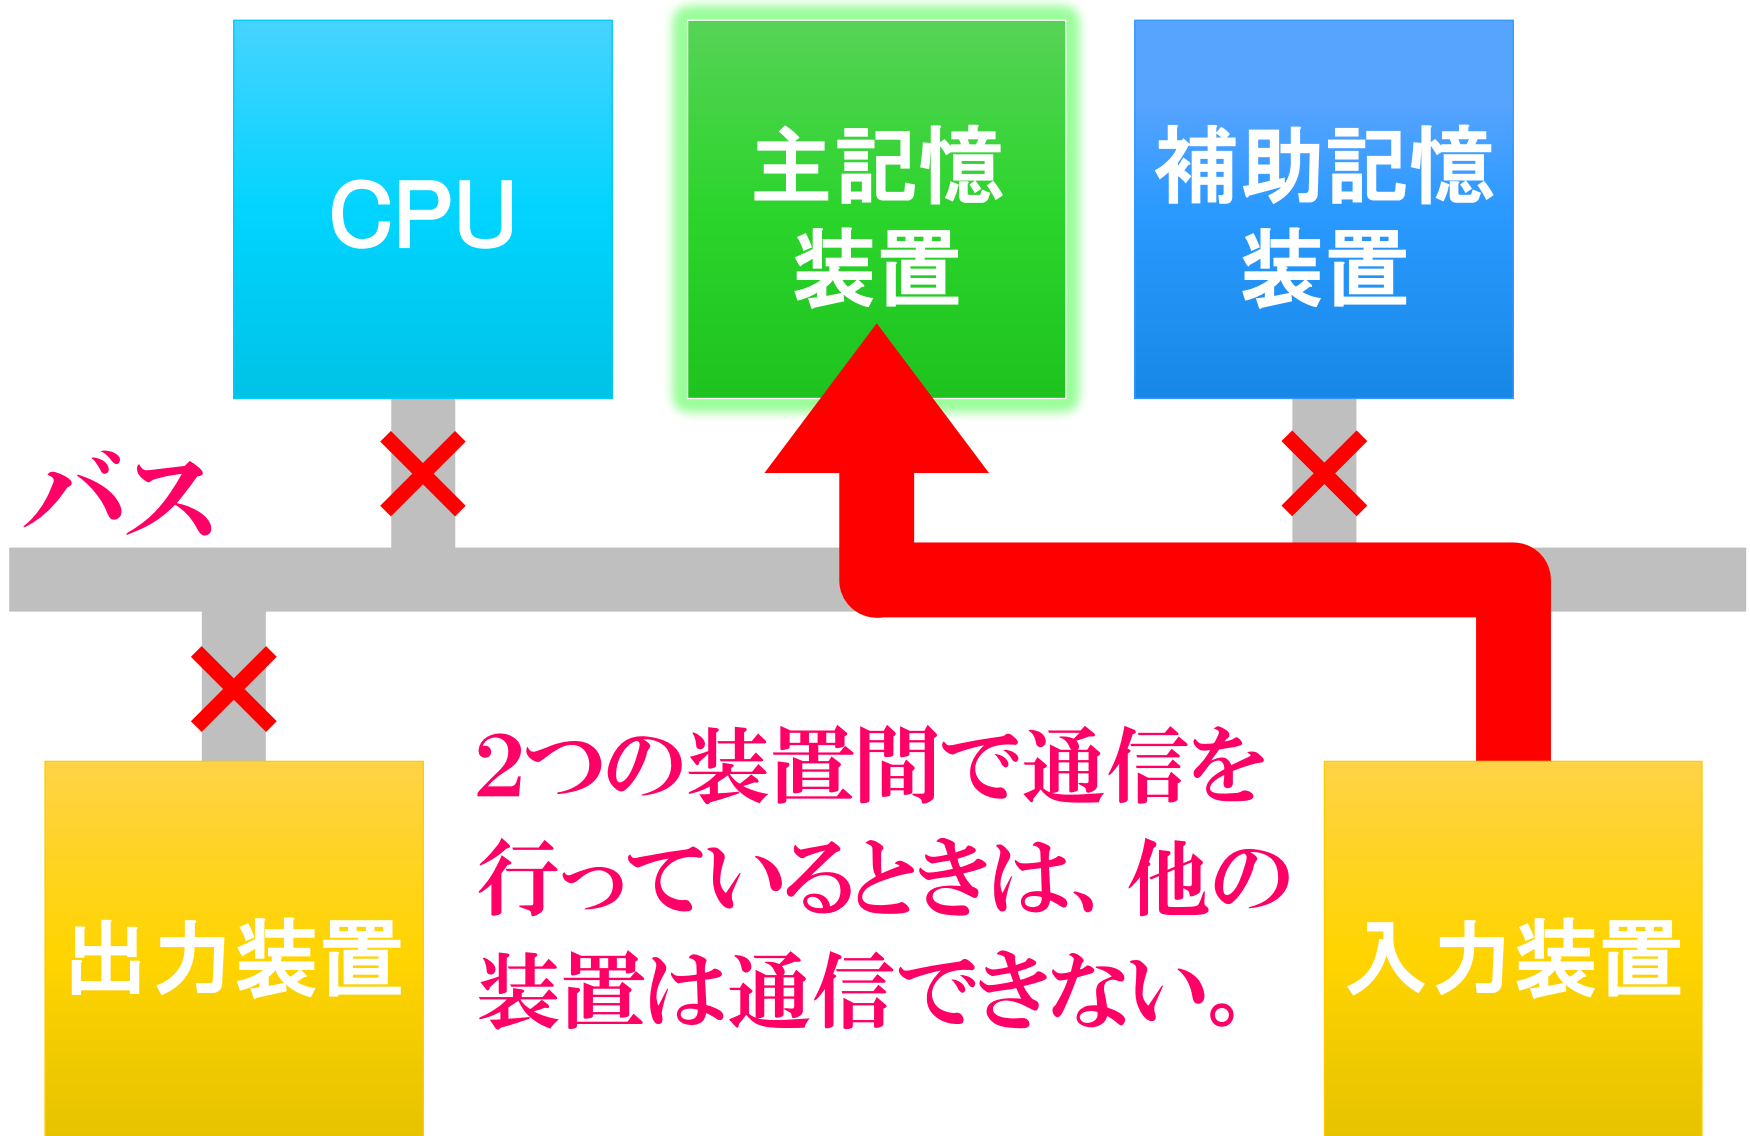 CPU
主記憶
装置
補助記憶
装置
バス
2つの装置間で通信を
行っているときは、他の
装置は通信できない。
出力装置
入力装置